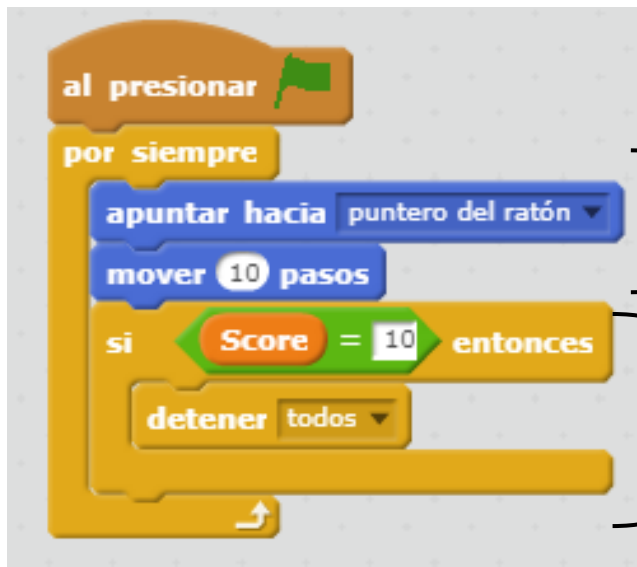 al presionar
por siempre
apuntar hacia puntero del ratón
mover 10 pasos
si Score = 10 entonces
detener todos